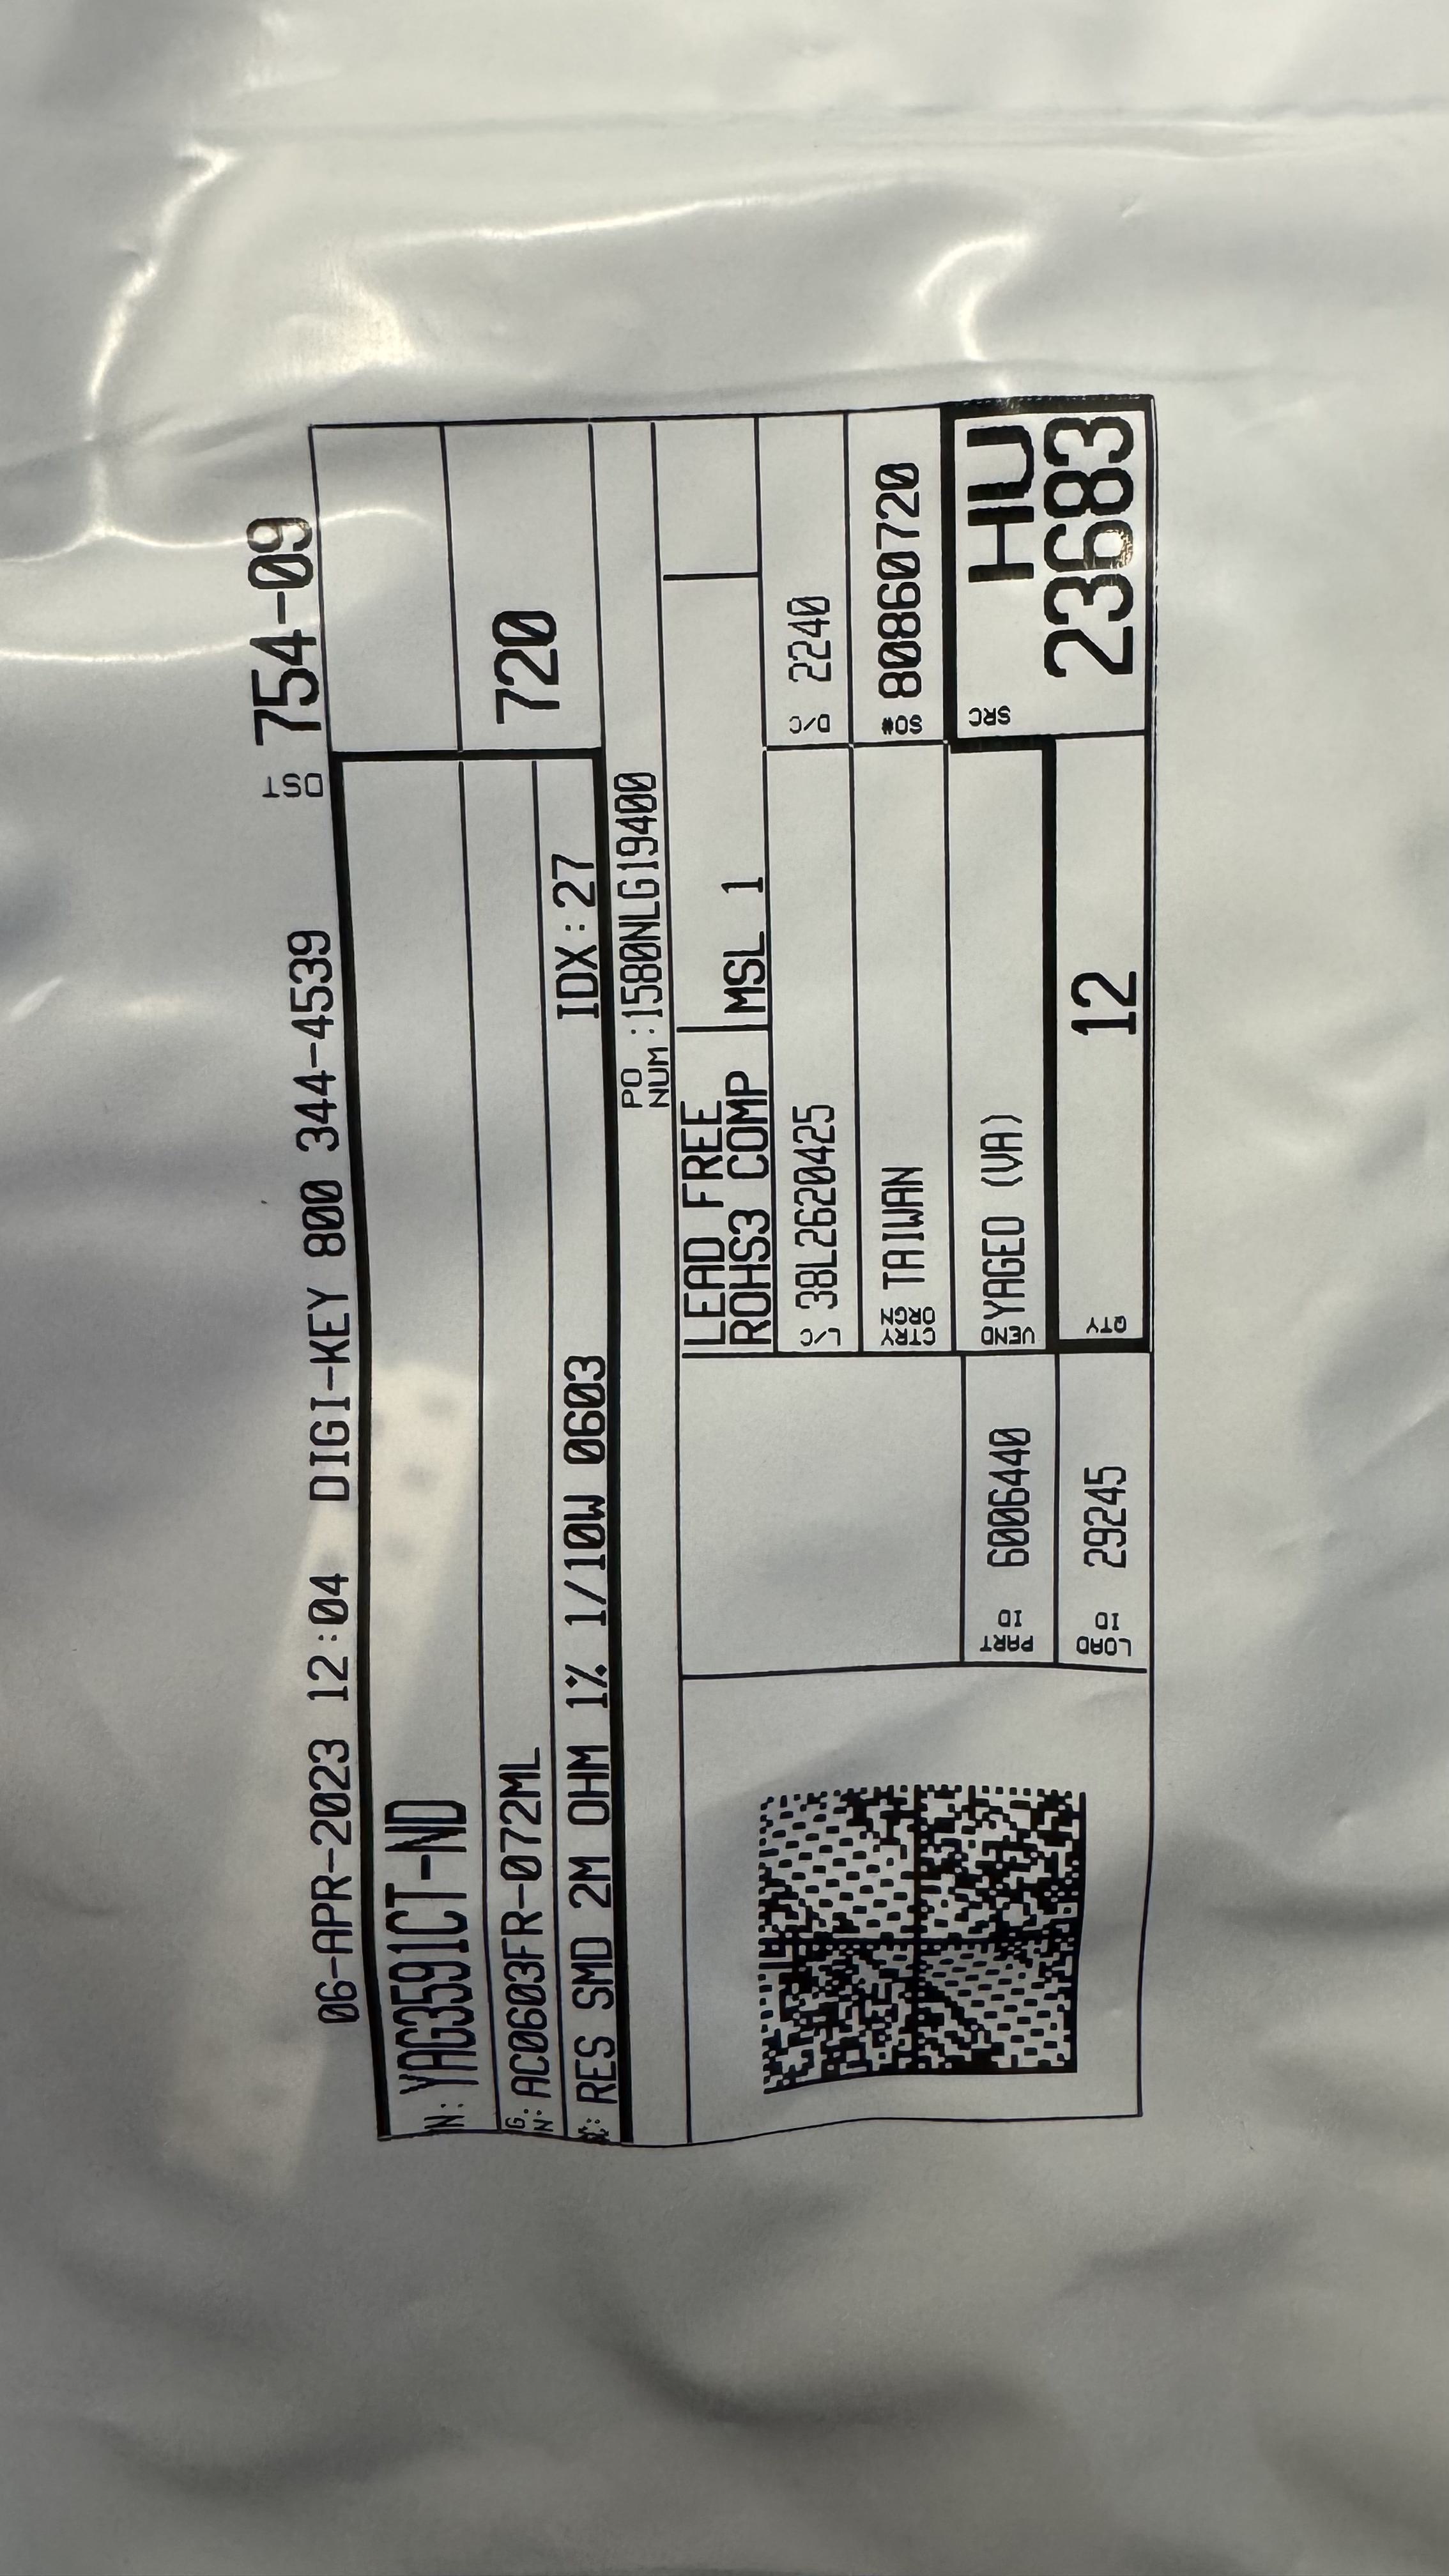 DST 754-09
06-APR-2023 12:04 DIGI-KEY 800 344-4539
N: YAG3591CT-ND
G. N: AC0603FR-072ML
720
RES SMD 2M OHM 1% 1/10W 0603 IDX:27
PO NUM :1580NLG19400
LEAD FREE
ROHS3 COMP MSL 1
L/C 38L2620425 D/C 2240
CTRY ORGN TAIWAN SO# 80860720
PART ID 6006440 VEND YAGEO (VA) SRC HU
23683
LOAD ID 29245 QTY 12